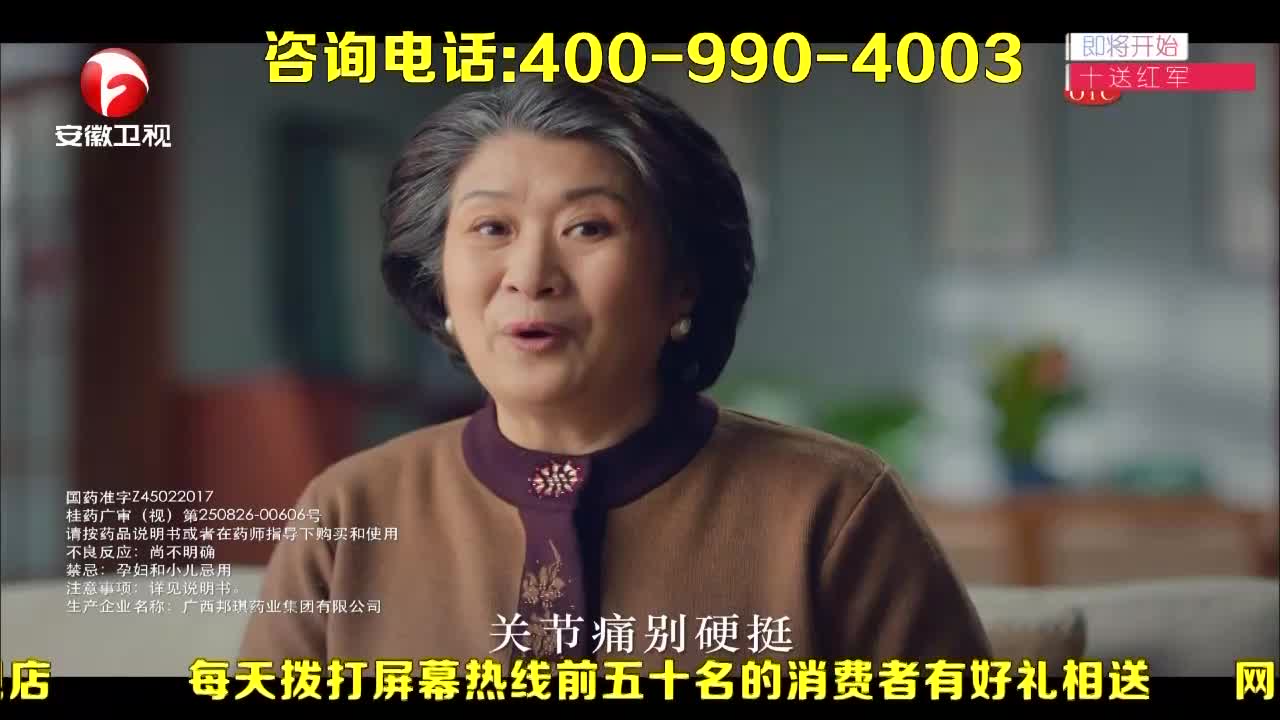 咨询电话:400-990-4003
即将开始
十送红军
OTC
安徽卫视
国药准字Z45022017
桂药广审（视）第250826-00606号
请按药品说明书或者在药师指导下购买和使用
不良反应：尚不明确
禁忌：孕妇和小儿忌用
注意事项：详见说明书。
生产企业名称：广西邦琪药业集团有限公司
关节痛别硬挺
店 每天拨打屏幕热线前五十名的消费者有好礼相送 网